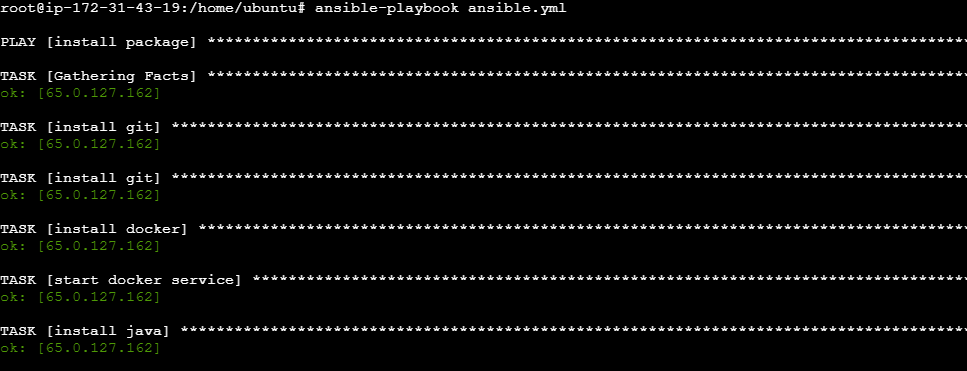 root@ip-172-31-43-19:/home/ubuntu# ansible-playbook ansible.yml
PLAY [install package] *************************************************************************************
TASK [Gathering Facts] *************************************************************************************
ok: [65.0.127.162]
TASK [install git] *****************************************************************************************
ok: [65.0.127.162]
TASK [install git] *****************************************************************************************
ok: [65.0.127.162]
TASK [install docker] **************************************************************************************
ok: [65.0.127.162]
TASK [start docker service] ********************************************************************************
ok: [65.0.127.162]
TASK [install java] ****************************************************************************************
ok: [65.0.127.162]